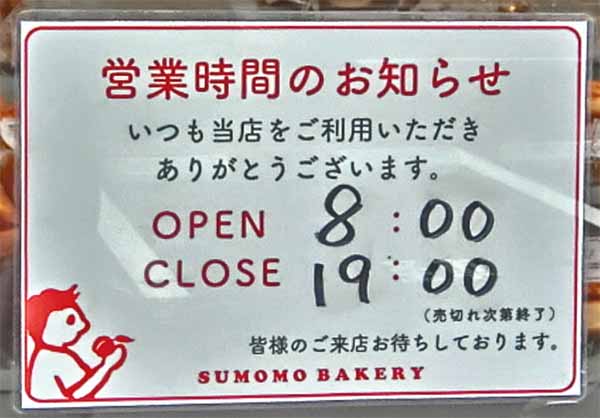 営業時間のお知らせ
いつも当店をご利用いただき
ありがとうございます。
OPEN 8:00
CLOSE 19:00
（売切れ次第終了）
皆様のご来店お待ちしております。
SUMOMO BAKERY